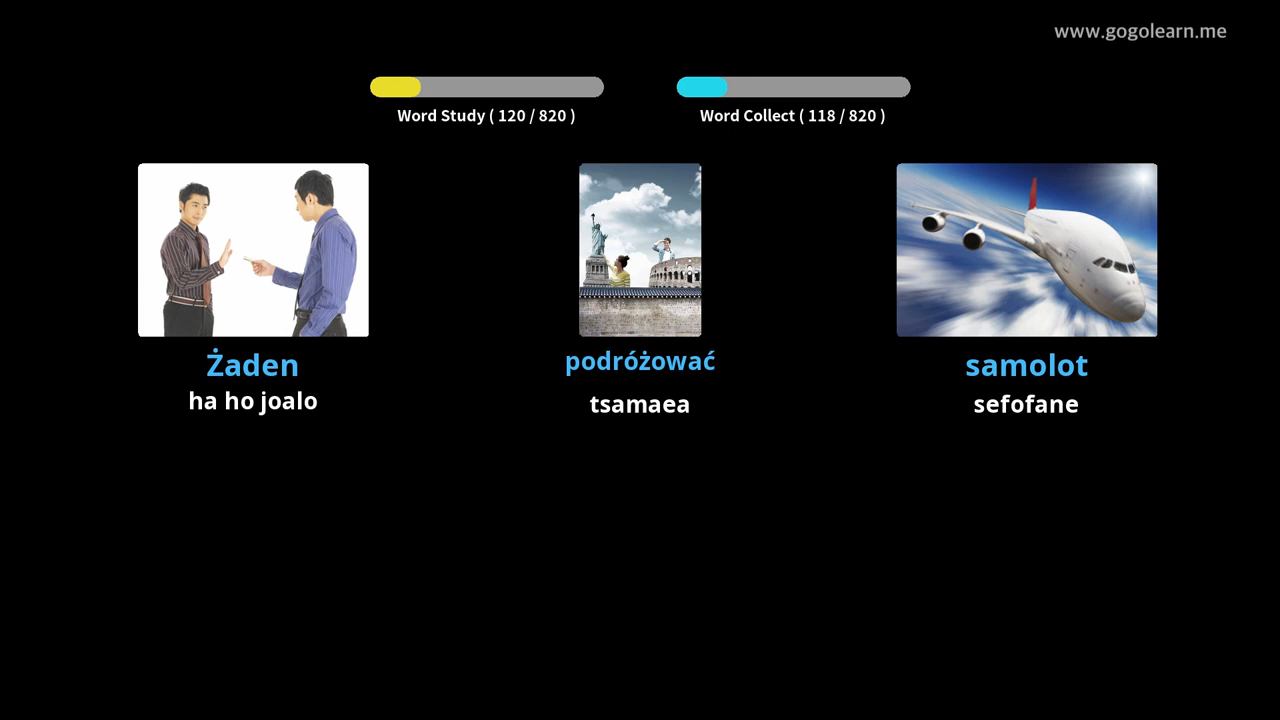 www.gogolearn.me
Word Study ( 120 / 820 )
Word Collect ( 118 / 820 )
Żaden
podróżować
samolot
ha ho joalo
tsamaea
sefofane